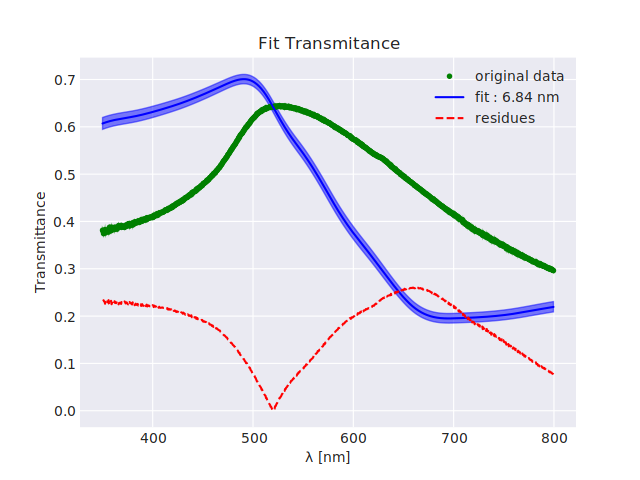 Fit Transmitance
original data
fit : 6.84 nm
residues
Transmittance
0.7
0.6
0.5
0.4
0.3
0.2
0.1
0.0
400 500 600 700 800
λ [nm]